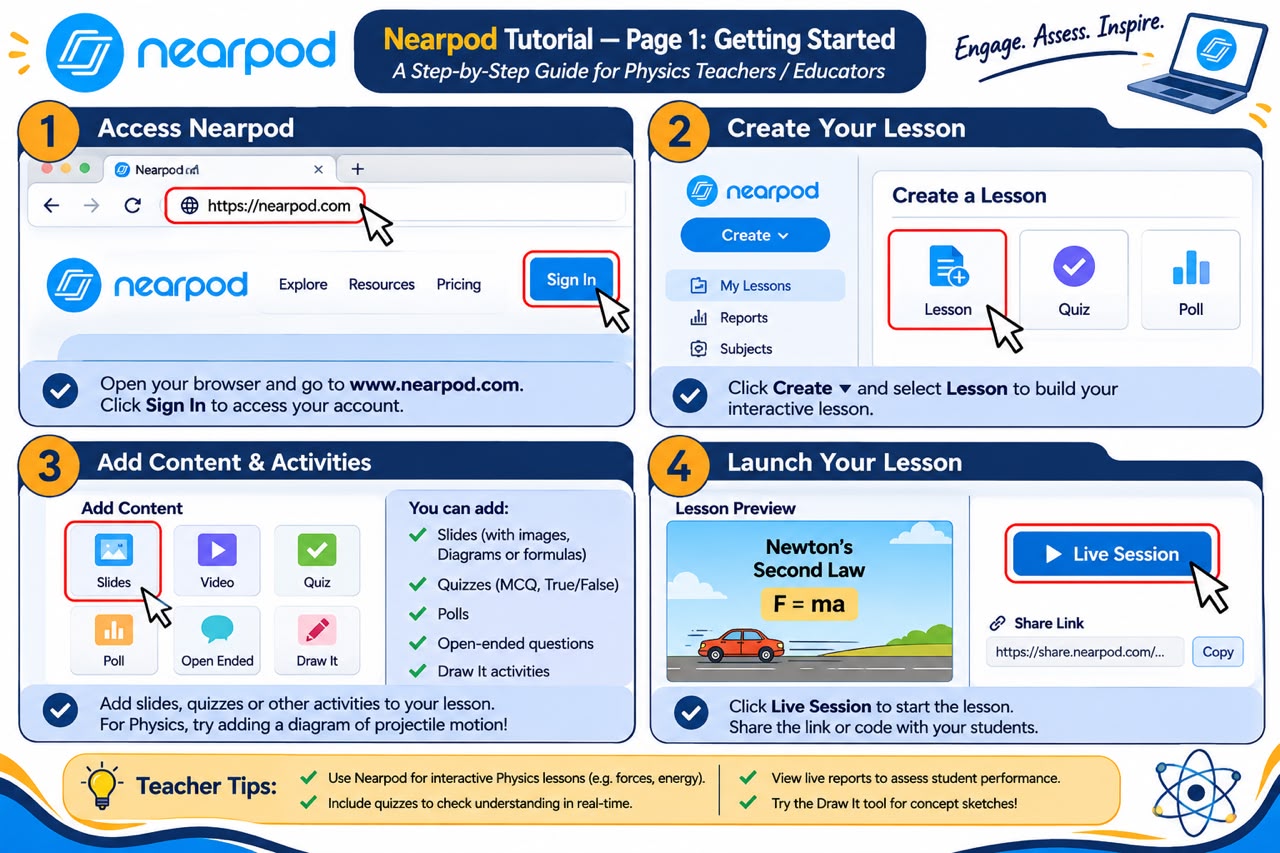 nearpod
Nearpod Tutorial — Page 1: Getting Started
A Step-by-Step Guide for Physics Teachers / Educators
Engage. Assess. Inspire.
1
Access Nearpod
Nearpod
https://nearpod.com
nearpod
Explore
Resources
Pricing
Sign In
Open your browser and go to www.nearpod.com.
Click Sign In to access your account.
2
Create Your Lesson
nearpod
Create
My Lessons
Reports
Subjects
Create a Lesson
Lesson
Quiz
Poll
Click Create ▼ and select Lesson to build your
interactive lesson.
3
Add Content & Activities
Add Content
Slides
Video
Quiz
Poll
Open Ended
Draw It
You can add:
Slides (with images,
Diagrams or formulas)
Quizzes (MCQ, True/False)
Polls
Open-ended questions
Draw It activities
Add slides, quizzes or other activities to your lesson.
For Physics, try adding a diagram of projectile motion!
4
Launch Your Lesson
Lesson Preview
Newton's
Second Law
F = ma
Live Session
Share Link
https://share.nearpod.com/...
Copy
Click Live Session to start the lesson.
Share the link or code with your students.
Teacher Tips:
Use Nearpod for interactive Physics lessons (e.g. forces, energy).
Include quizzes to check understanding in real-time.
View live reports to assess student performance.
Try the Draw It tool for concept sketches!